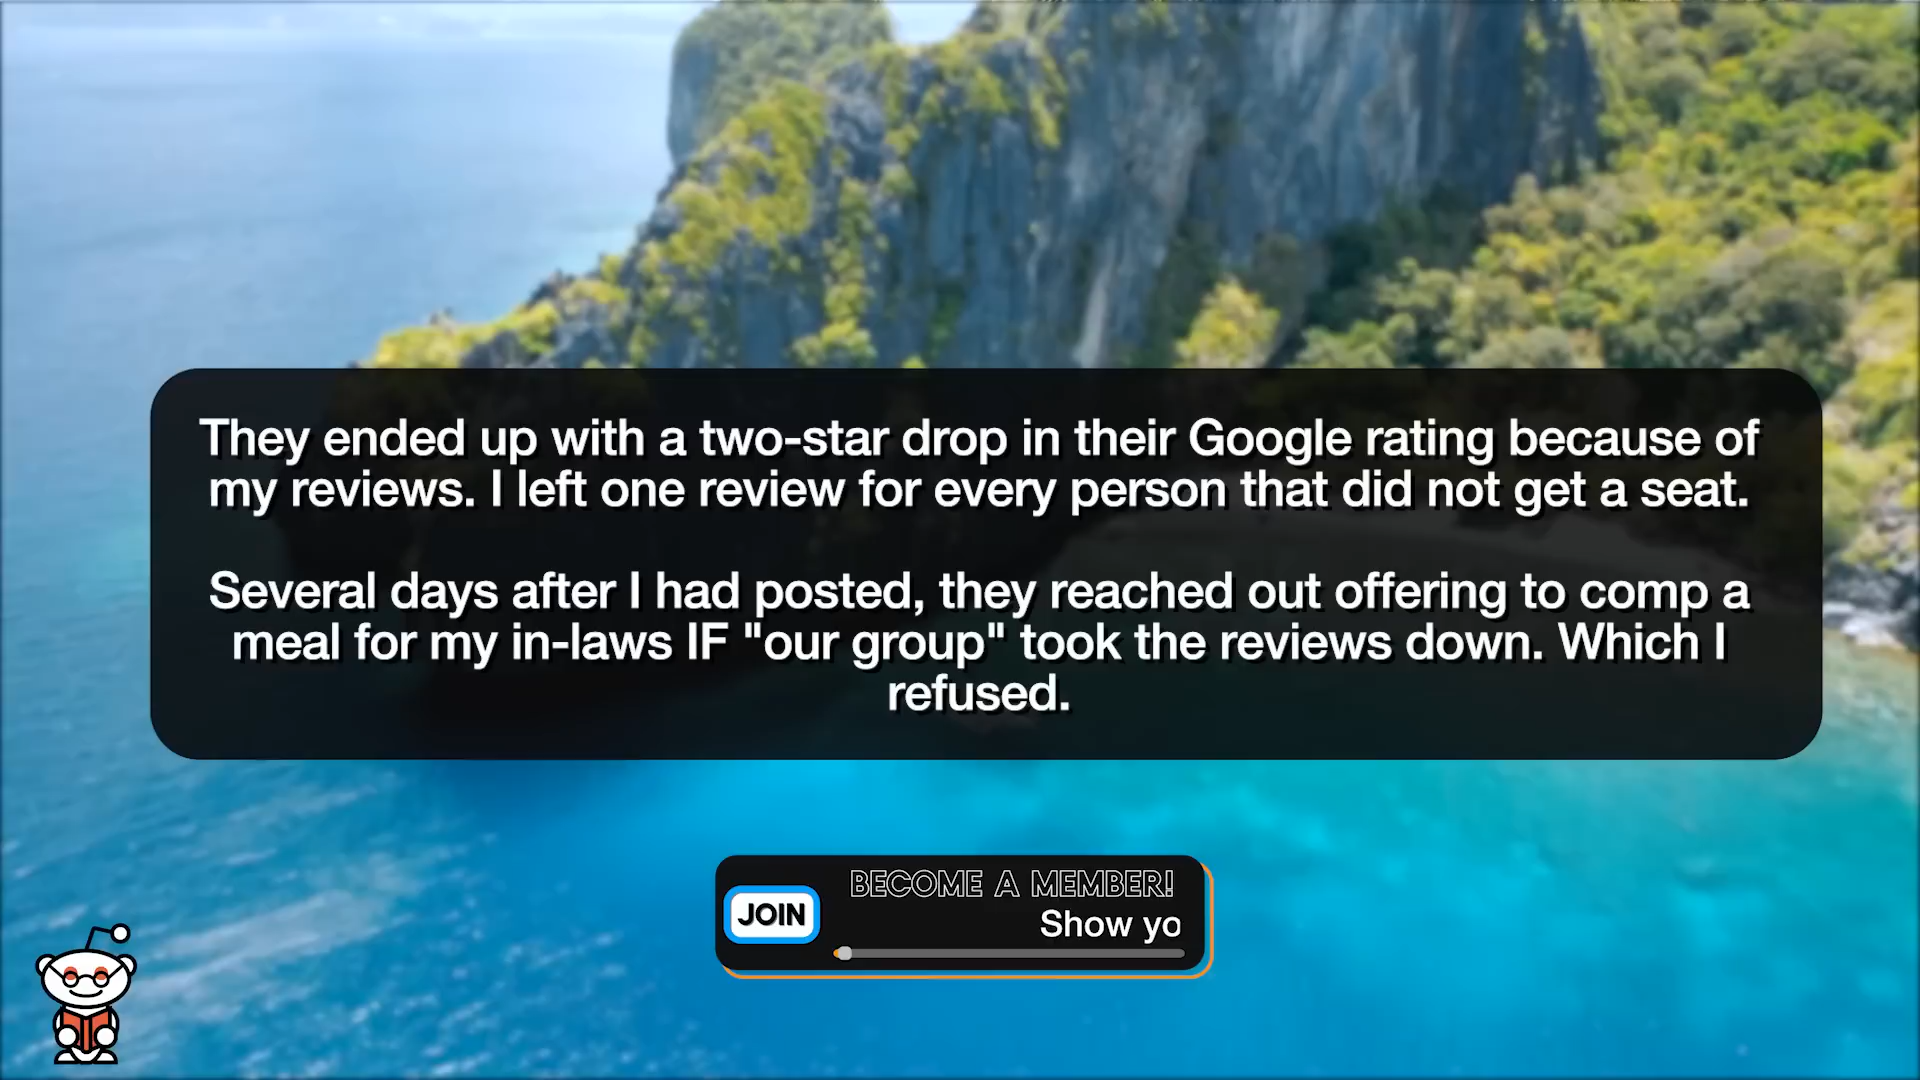 They ended up with a two-star drop in their Google rating because of
my reviews. I left one review for every person that did not get a seat.
Several days after I had posted, they reached out offering to comp a
meal for my in-laws IF "our group" took the reviews down. Which I
refused.
BECOME A MEMBER!
JOIN
Show yo